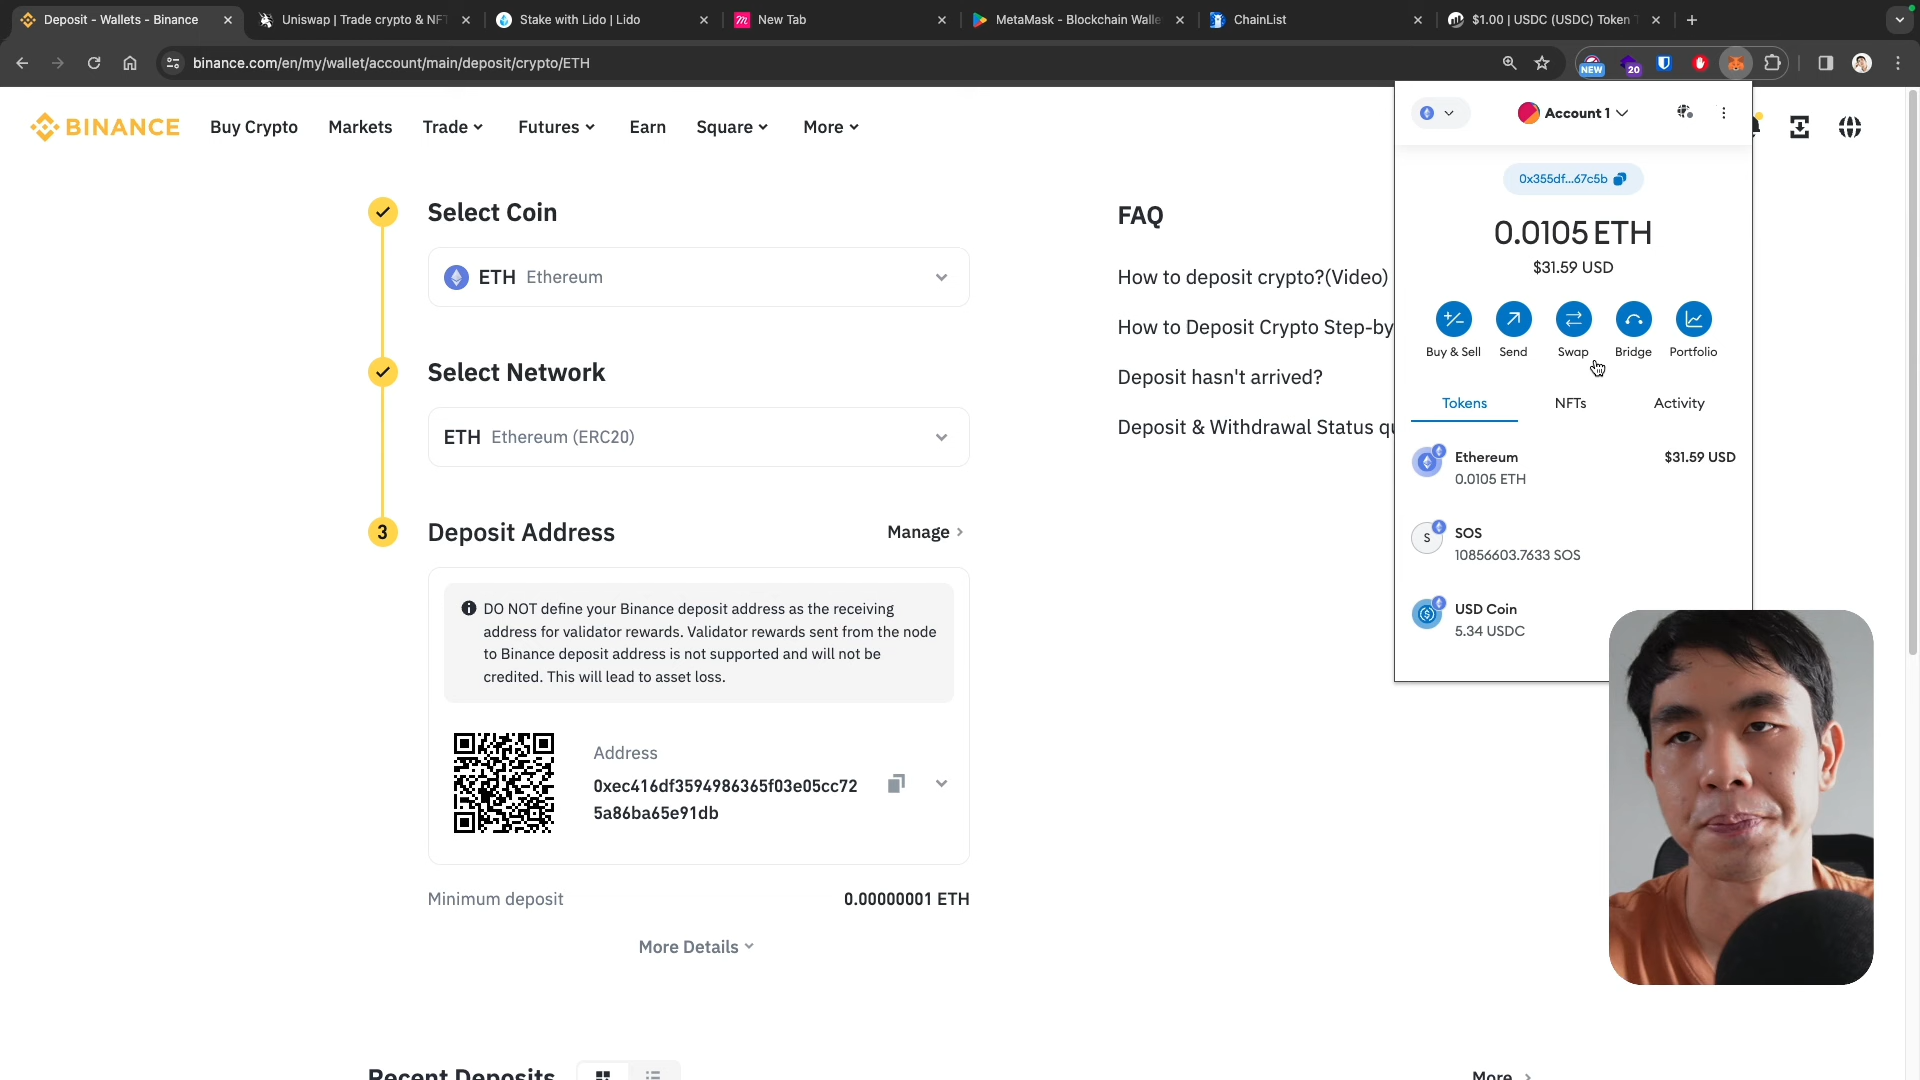 Deposit - Wallets - Binance
Uniswap | Trade crypto & NFT
Stake with Lido | Lido
New Tab
MetaMask - Blockchain Walle
ChainList
$1.00 | USDC (USDC) Token
binance.com/en/my/wallet/account/main/deposit/crypto/ETH
NEW
20
BINANCE
Buy Crypto
Markets
Trade
Futures
Earn
Square
More
Select Coin
ETH Ethereum
Select Network
ETH Ethereum (ERC20)
3
Deposit Address
Manage
DO NOT define your Binance deposit address as the receiving
address for validator rewards. Validator rewards sent from the node
to Binance deposit address is not supported and will not be
credited. This will lead to asset loss.
Address
0xec416df3594986365f03e05cc72
5a86ba65e91db
Minimum deposit
0.00000001 ETH
More Details
Recent Deposits
More
FAQ
How to deposit crypto?(Video)
How to Deposit Crypto Step-by
Deposit hasn't arrived?
Deposit & Withdrawal Status qu
Account 1
0x355df...67c5b
0.0105 ETH
$31.59 USD
Buy & Sell
Send
Swap
Bridge
Portfolio
Tokens
NFTs
Activity
Ethereum
$31.59 USD
0.0105 ETH
S
SOS
10856603.7633 SOS
USD Coin
5.34 USDC